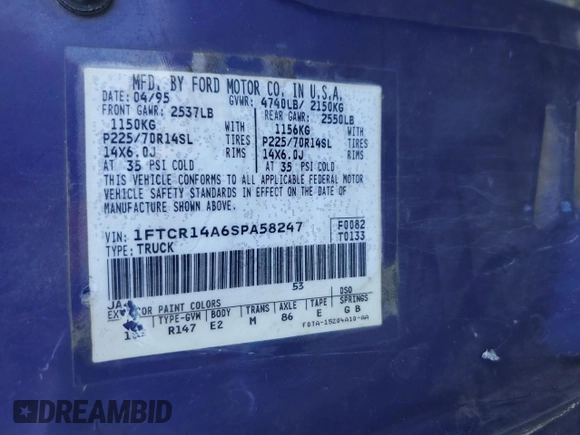 MFD. BY FORD MOTOR CO. IN U.S.A.
DATE: 04/95 GVWR: 4740LB/ 2150KG
FRONT GAWR: 2537LB REAR GAWR: 2550LB
1150KG WITH 1156KG WITH
P225/70R14SL TIRES P225/70R14SL TIRES
14X6.0J RIMS 14X6.0J RIMS
AT 35 PSI COLD AT 35 PSI COLD
THIS VEHICLE CONFORMS TO ALL APPLICABLE FEDERAL MOTOR
VEHICLE SAFETY STANDARDS IN EFFECT ON THE DATE OF
MANUFACTURE SHOWN ABOVE.
VIN: 1FTCR14A6SPA58247 F0082
TYPE: TRUCK T0133
53
EXTERIOR PAINT COLORS DSO
TYPE-GVM BODY TRANS AXLE TAPE SPRINGS
R147 E2 M 86 E G B
F0TA-15204A10-AA
DREAMBID